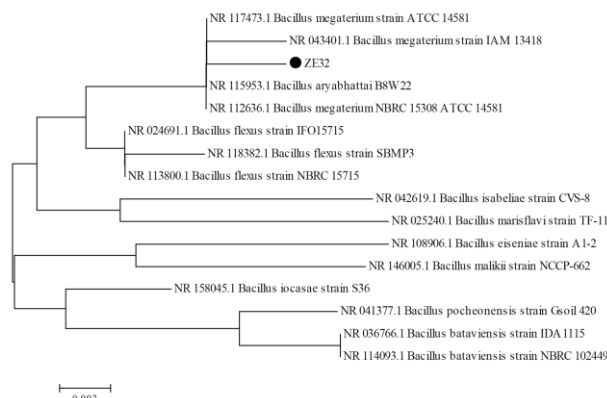 NR 117473.1 Bacillus megaterium strain ATCC 14581
NR 043401.1 Bacillus megaterium strain IAM 13418
ZE32
NR 115953.1 Bacillus aryabhattai B8W22
NR 112636.1 Bacillus megaterium NBRC 15308 ATCC 14581
NR 024691.1 Bacillus flexus strain IFO15715
NR 118382.1 Bacillus flexus strain SBMP3
NR 113800.1 Bacillus flexus strain NBRC 15715
NR 042619.1 Bacillus isabeliae strain CVS-8
NR 025240.1 Bacillus marisflavi strain TF-11
NR 108906.1 Bacillus eiseniae strain A1-2
NR 146005.1 Bacillus malikii strain NCCP-662
NR 158045.1 Bacillus iocasae strain S36
NR 041377.1 Bacillus pocheonensis strain Gsoil 420
NR 036766.1 Bacillus bataviensis strain IDA1115
NR 114093.1 Bacillus bataviensis strain NBRC 102449